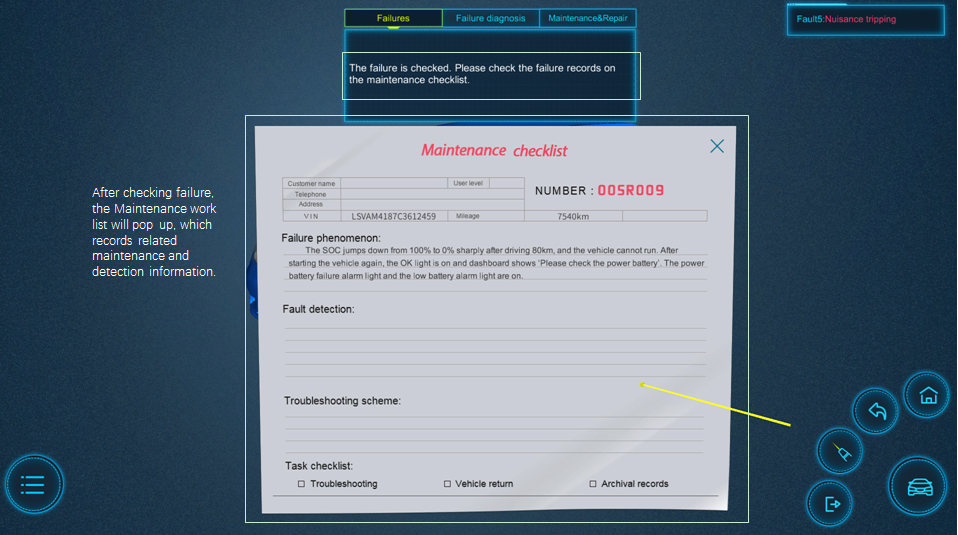 Failures
Failure diagnosis
Maintenance&Repair
Fault5:Nuisance tripping
The failure is checked. Please check the failure records on
the maintenance checklist.
After checking failure,
the Maintenance work
list will pop up, which
records related
maintenance and
detection information.
Maintenance checklist
Customer name
User level
Telephone
Address
VIN
LSVAM4187C3612459
Mileage
7540km
NUMBER : 005R009
Failure phenomenon:
The SOC jumps down from 100% to 0% sharply after driving 80km, and the vehicle cannot run. After
starting the vehicle again, the OK light is on and dashboard shows 'Please check the power battery'. The power
battery failure alarm light and the low battery alarm light are on.
Fault detection:
Troubleshooting scheme:
Task checklist:
Troubleshooting
Vehicle return
Archival records